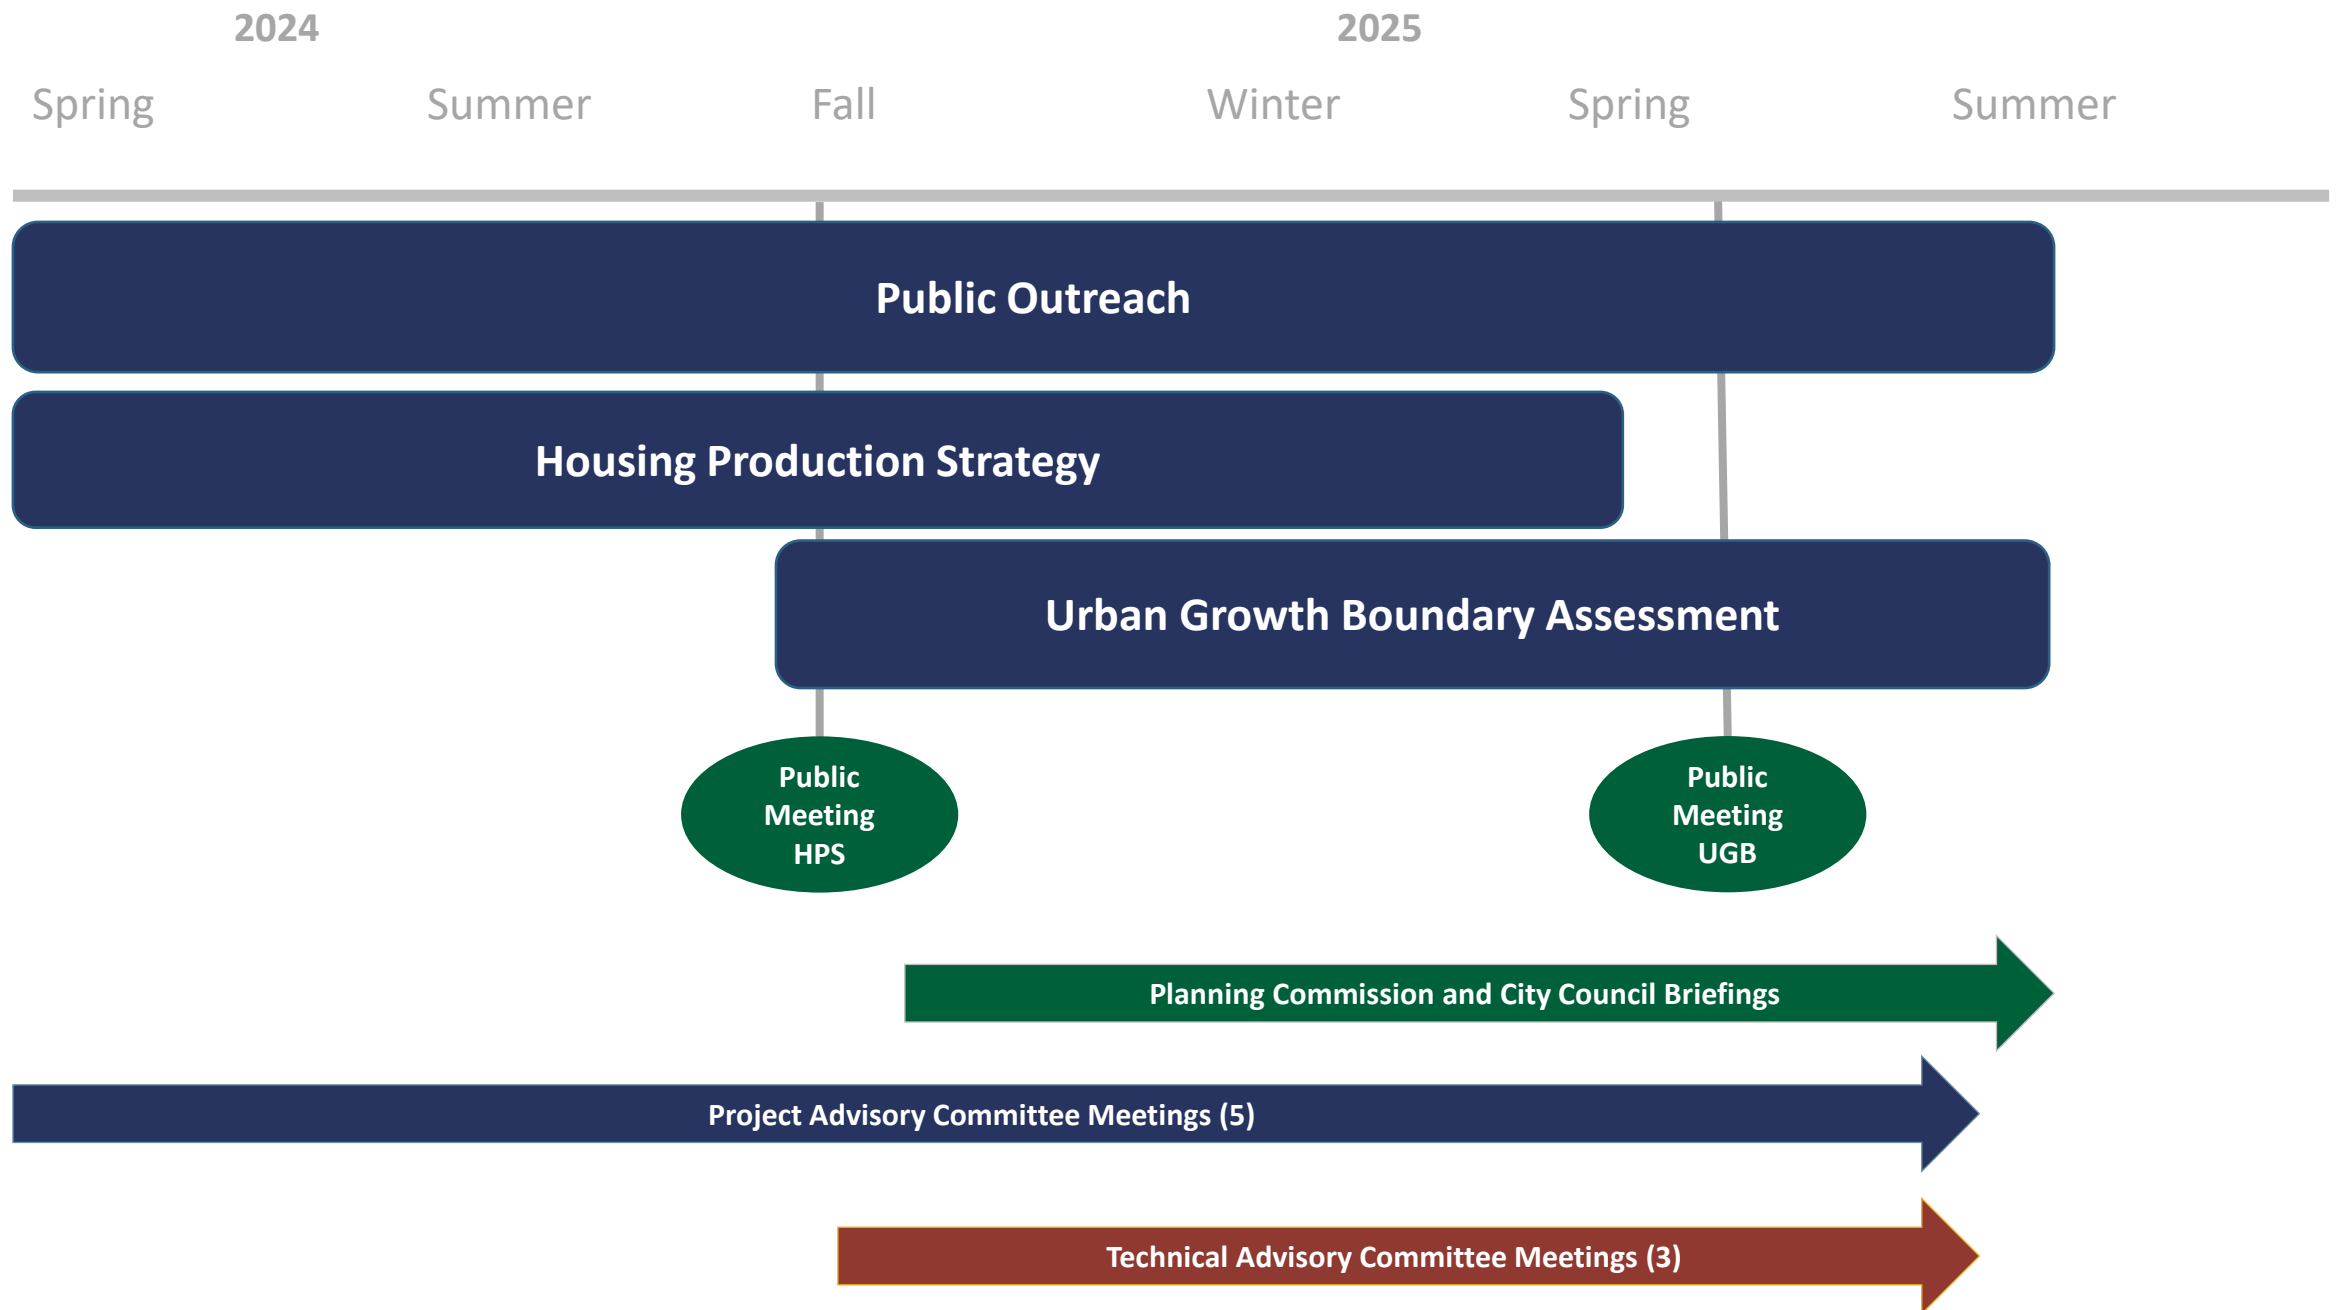 2024
2025
Spring
Summer
Fall
Winter
Spring
Summer
Public Outreach
Housing Production Strategy
Urban Growth Boundary Assessment
Public
Meeting
HPS
Public
Meeting
UGB
Planning Commission and City Council Briefings
Project Advisory Committee Meetings (5)
Technical Advisory Committee Meetings (3)